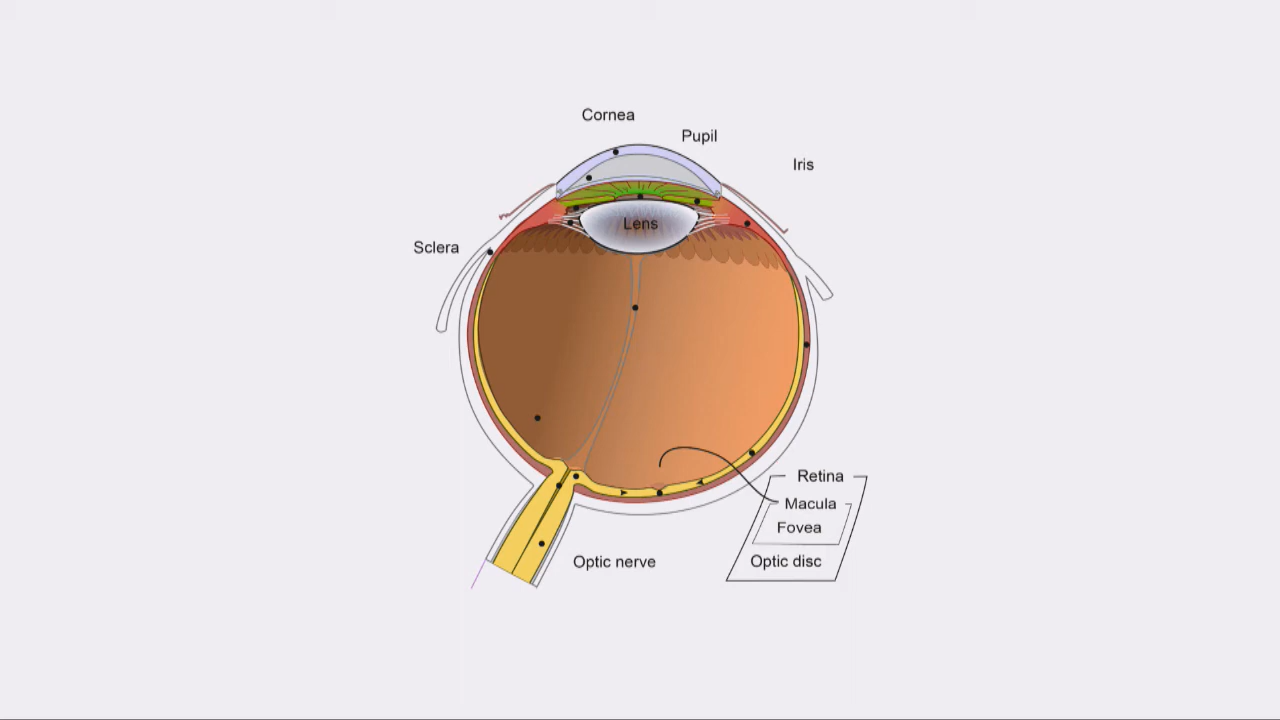 Cornea
Pupil
Iris
Lens
Sclera
Retina
Macula
Fovea
Optic nerve
Optic disc